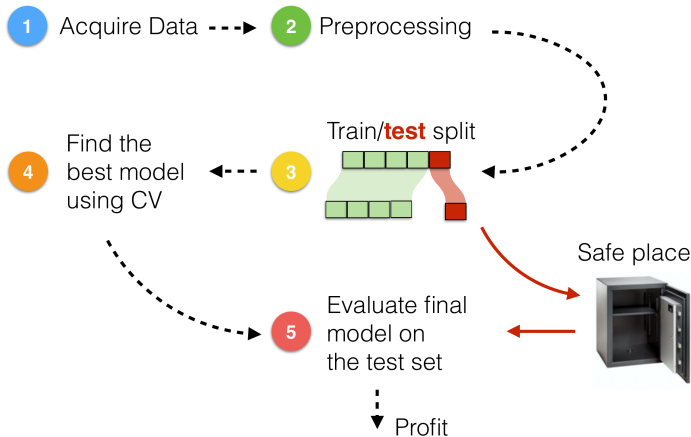 1 Acquire Data
2 Preprocessing
Train/test split
3
4 Find the
best model
using CV
Safe place
5 Evaluate final
model on
the test set
Profit